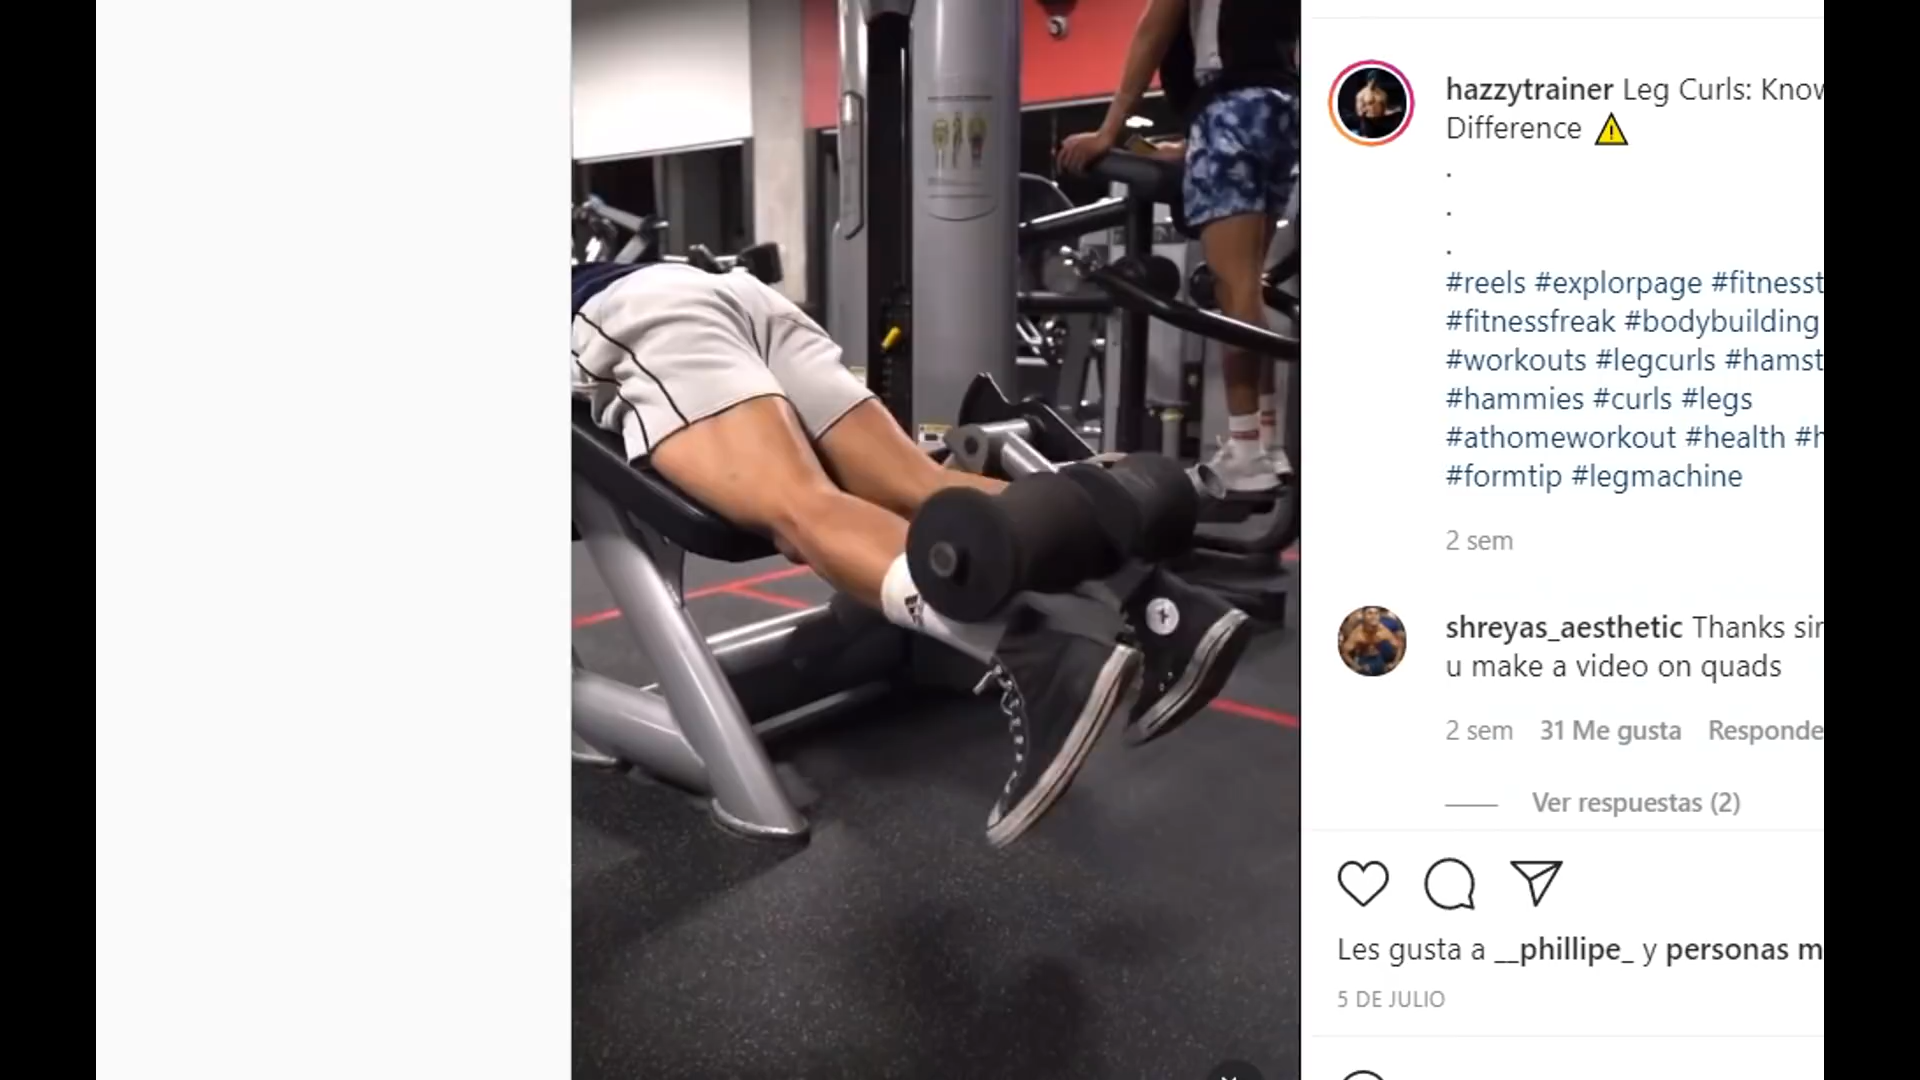 hazzytrainer Leg Curls: Know
Difference ⚠
.
.
.
#reels #explorpage #fitnesst
#fitnessfreak #bodybuilding
#workouts #legcurls #hamst
#hammies #curls #legs
#athomeworkout #health #h
#formtip #legmachine
2 sem
shreyas_aesthetic Thanks sir
u make a video on quads
2 sem 31 Me gusta Responde
Ver respuestas (2)
Les gusta a __phillipe_ y personas m
5 DE JULIO